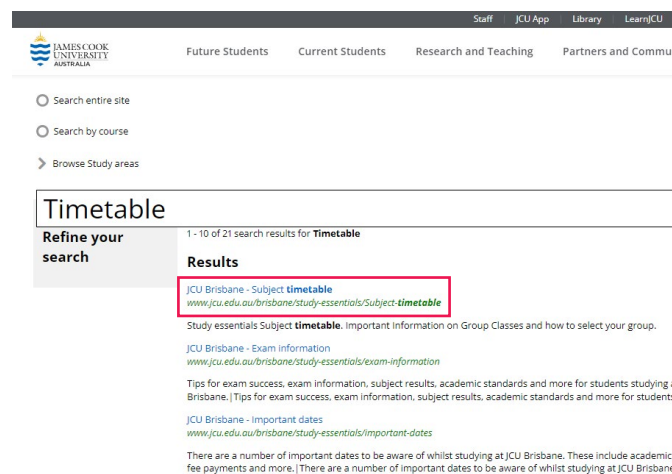 Staff JCU App Library LearnJCU
JAMES COOK
UNIVERSITY
AUSTRALIA
Future Students Current Students Research and Teaching Partners and Commu
Search entire site
Search by course
Browse Study areas
Timetable
Refine your
search
1 - 10 of 21 search results for Timetable
Results
JCU Brisbane - Subject timetable
www.jcu.edu.au/brisbane/study-essentials/Subject-timetable
Study essentials Subject timetable. Important Information on Group Classes and how to select your group.
JCU Brisbane - Exam information
www.jcu.edu.au/brisbane/study-essentials/exam-information
Tips for exam success, exam information, subject results, academic standards and more for students studying a
Brisbane.|Tips for exam success, exam information, subject results, academic standards and more for students
JCU Brisbane - Important dates
www.jcu.edu.au/brisbane/study-essentials/important-dates
There are a number of important dates to be aware of whilst studying at JCU Brisbane. These include academic
fee payments and more.|There are a number of important dates to be aware of whilst studying at JCU Brisbane